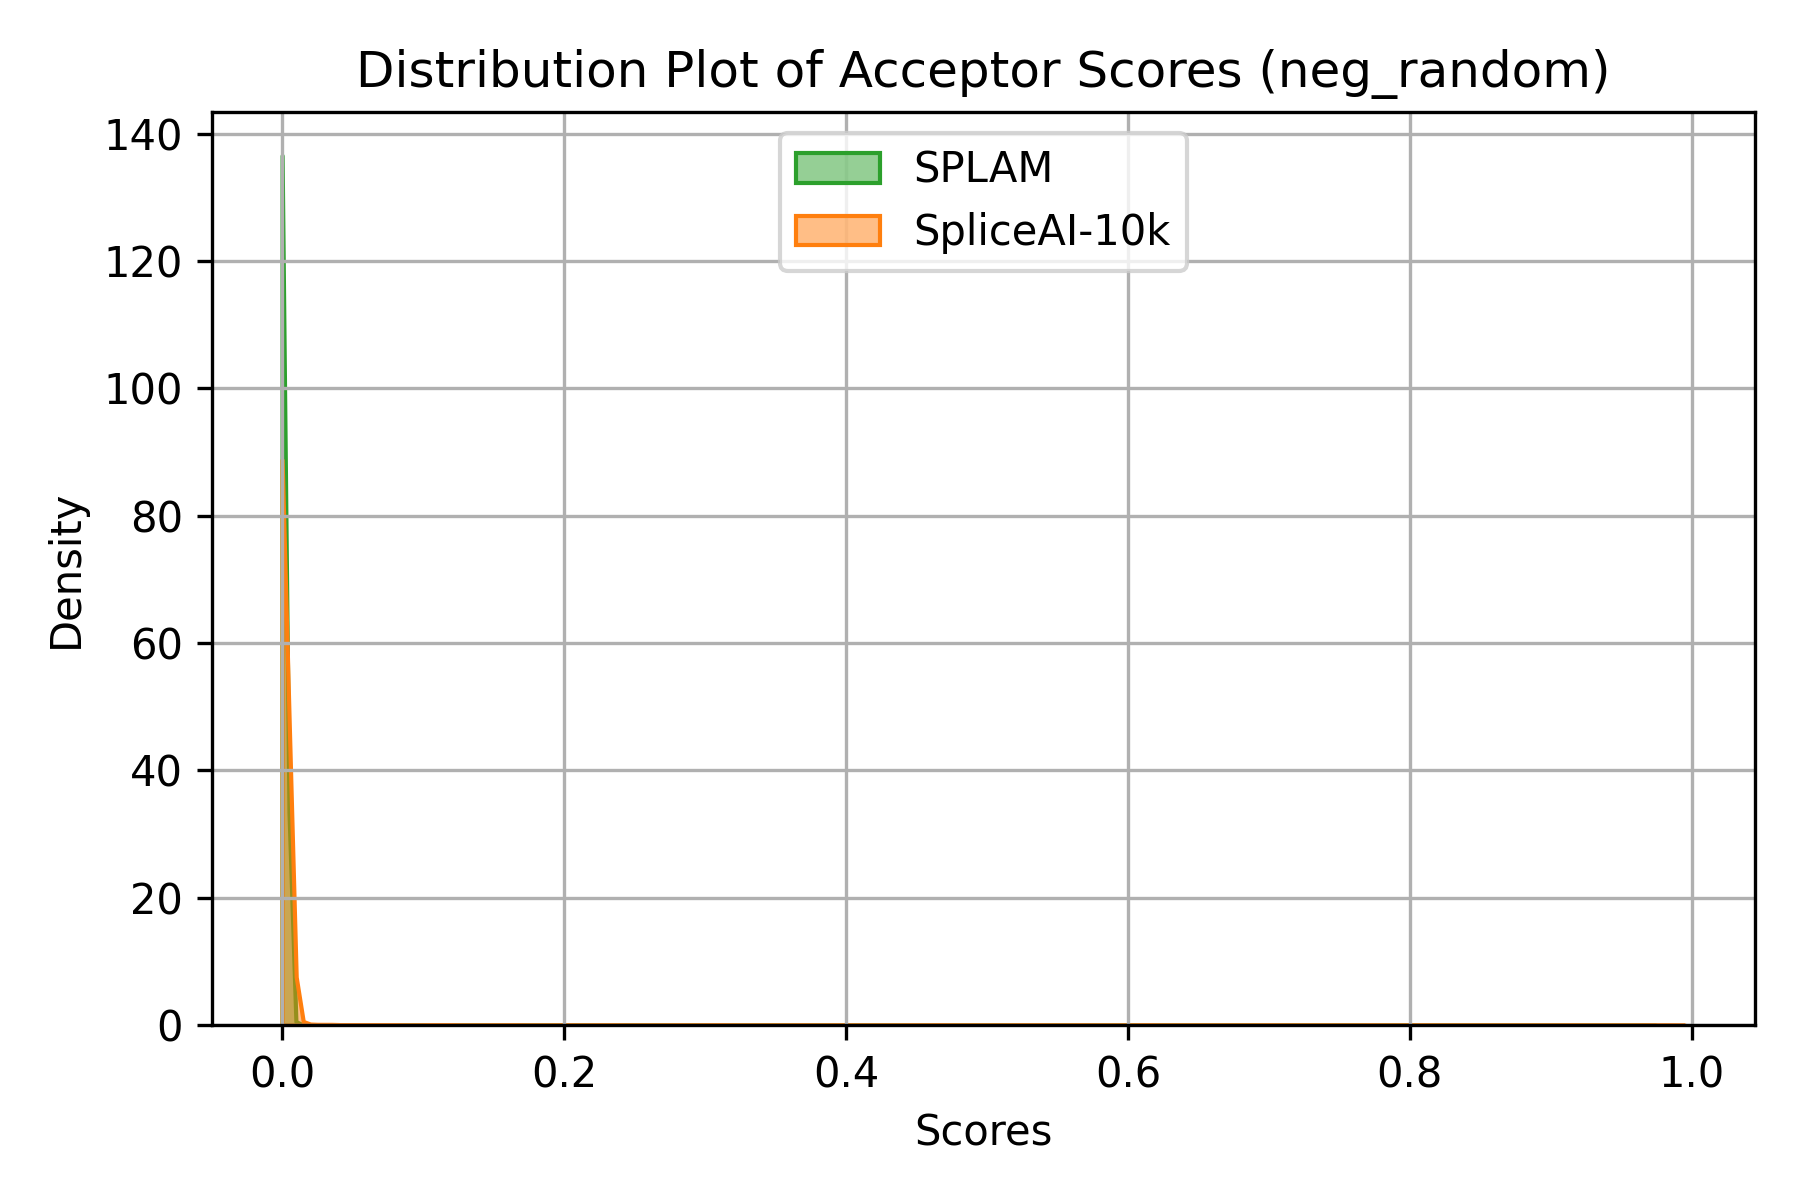 Distribution Plot of Acceptor Scores (neg_random)
140
120
100
80
60
40
20
0
Density
SPLAM
SpliceAI-10k
0.0 0.2 0.4 0.6 0.8 1.0
Scores